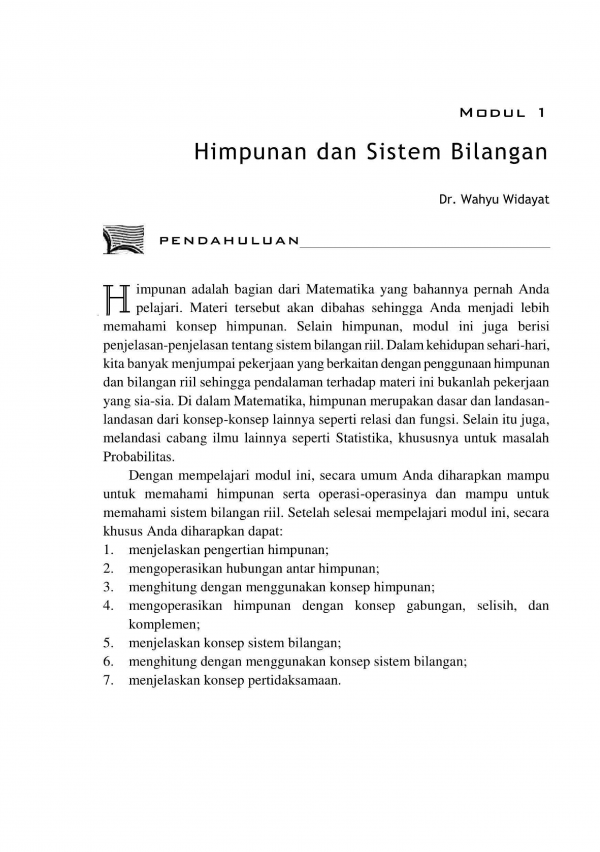 Modul 1
Himpunan dan Sistem Bilangan
Dr. Wahyu Widayat
PENDAHULUAN
Himpunan adalah bagian dari Matematika yang bahannya pernah Anda
pelajari. Materi tersebut akan dibahas sehingga Anda menjadi lebih
memahami konsep himpunan. Selain himpunan, modul ini juga berisi
penjelasan-penjelasan tentang sistem bilangan riil. Dalam kehidupan sehari-hari,
kita banyak menjumpai pekerjaan yang berkaitan dengan penggunaan himpunan
dan bilangan riil sehingga pendalaman terhadap materi ini bukanlah pekerjaan
yang sia-sia. Di dalam Matematika, himpunan merupakan dasar dan landasan-
landasan dari konsep-konsep lainnya seperti relasi dan fungsi. Selain itu juga,
melandasi cabang ilmu lainnya seperti Statistika, khususnya untuk masalah
Probabilitas.
Dengan mempelajari modul ini, secara umum Anda diharapkan mampu
untuk memahami himpunan serta operasi-operasinya dan mampu untuk
memahami sistem bilangan riil. Setelah selesai mempelajari modul ini, secara
khusus Anda diharapkan dapat:
1. menjelaskan pengertian himpunan;
2. mengoperasikan hubungan antar himpunan;
3. menghitung dengan menggunakan konsep himpunan;
4. mengoperasikan himpunan dengan konsep gabungan, selisih, dan
komplemen;
5. menjelaskan konsep sistem bilangan;
6. menghitung dengan menggunakan konsep sistem bilangan;
7. menjelaskan konsep pertidaksamaan.